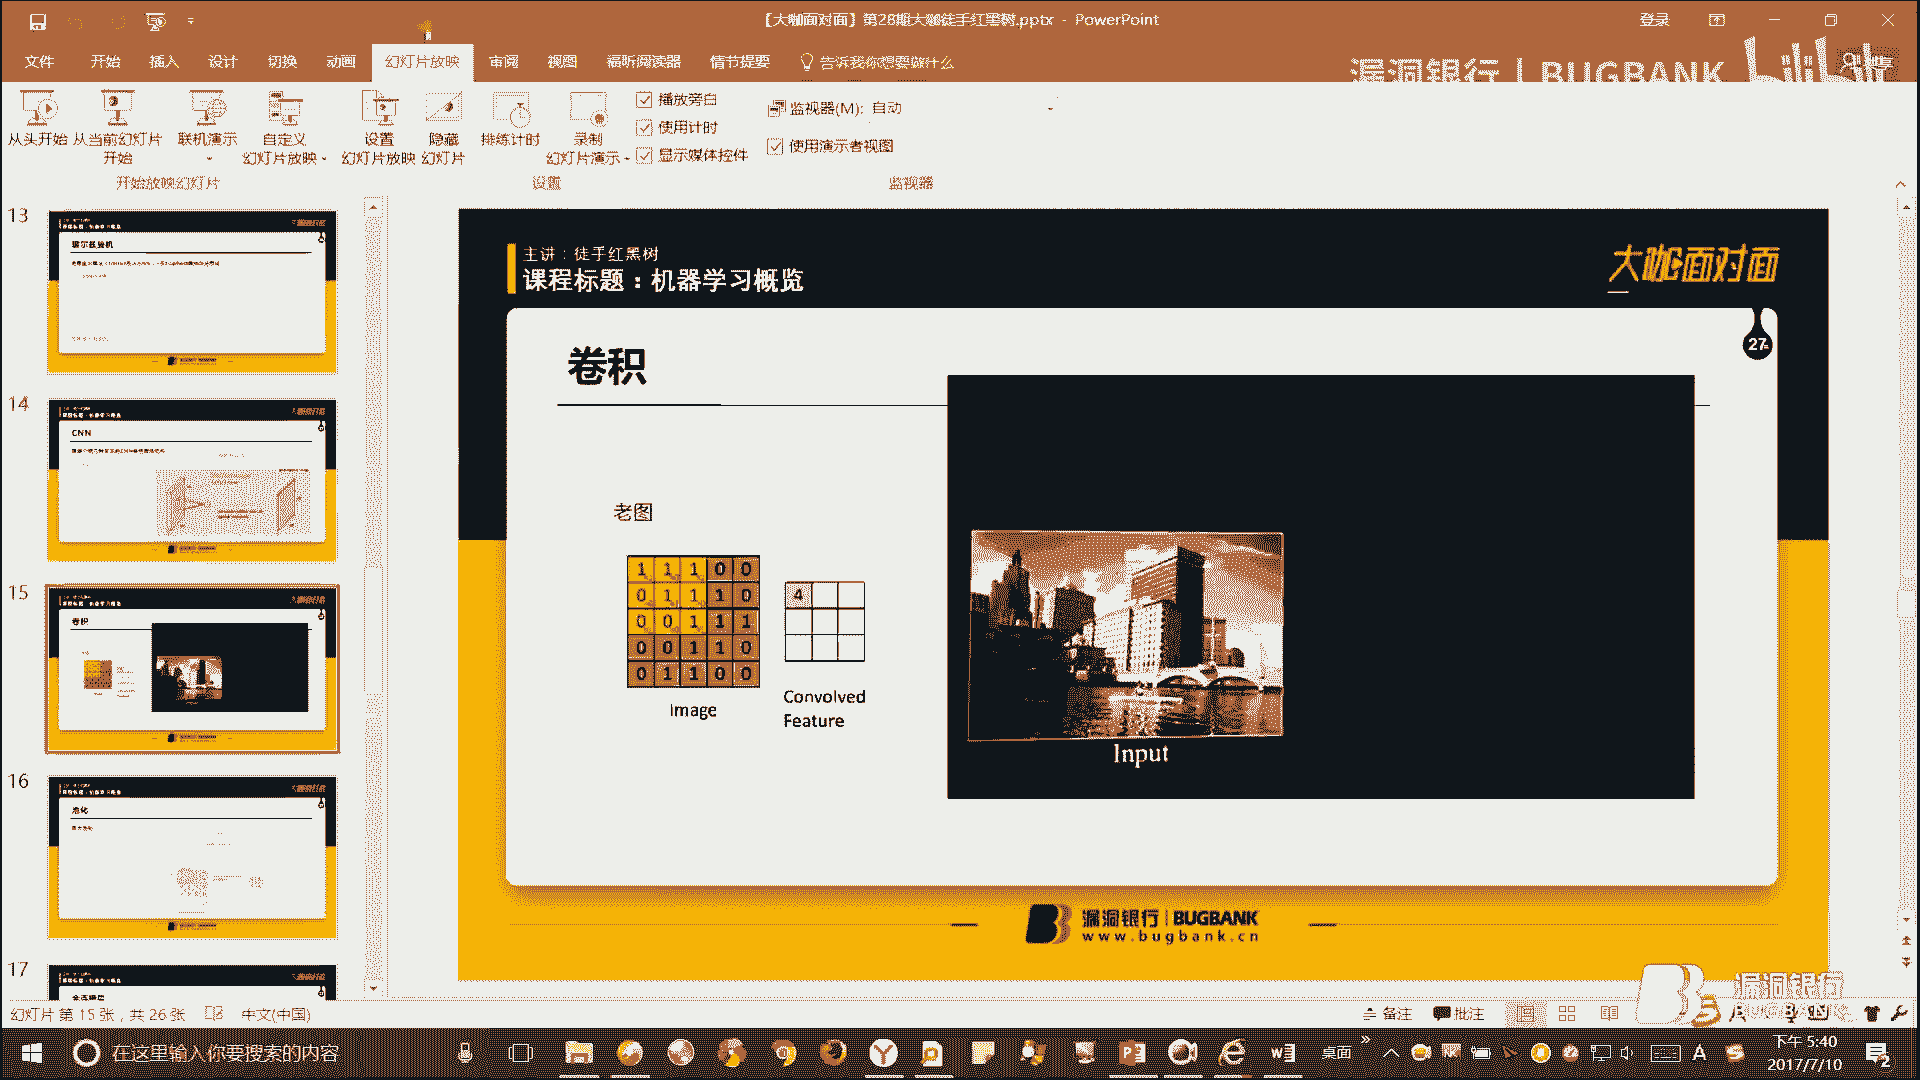 【大咖面对面】第28期大咖徒手红黑树.pptx - PowerPoint
登录
文件 开始 插入 设计 切换 动画 幻灯片放映 审阅 视图 福昕阅读器 情节提要 告诉我你想要做什么
漏洞银行 | BUGBANK bilibili
从头开始 从当前幻灯片开始 联机演示 自定义幻灯片放映 设置幻灯片放映 隐藏幻灯片 排练计时 录制幻灯片演示
播放旁白
使用计时
显示媒体控件
监视器(M): 自动
使用演示者视图
开始放映幻灯片 设置 监视器
13
14
CNN
15
卷积
16
池化
17
主讲：徒手红黑树
课程标题：机器学习概览
大咖面对面
27
卷积
老图
1 1 1 0 0
0 1 1 1 0
0 0 1 1 1
0 0 1 1 0
0 1 1 0 0
4
Image
Convolved
Feature
Input
漏洞银行 | BUGBANK
www.bugbank.cn
漏洞银行
BUGBANK
幻灯片 第 15 张，共 26 张 中文(中国)
备注 批注
在这里输入你要搜索的内容
桌面
下午 5:40
2017/7/10